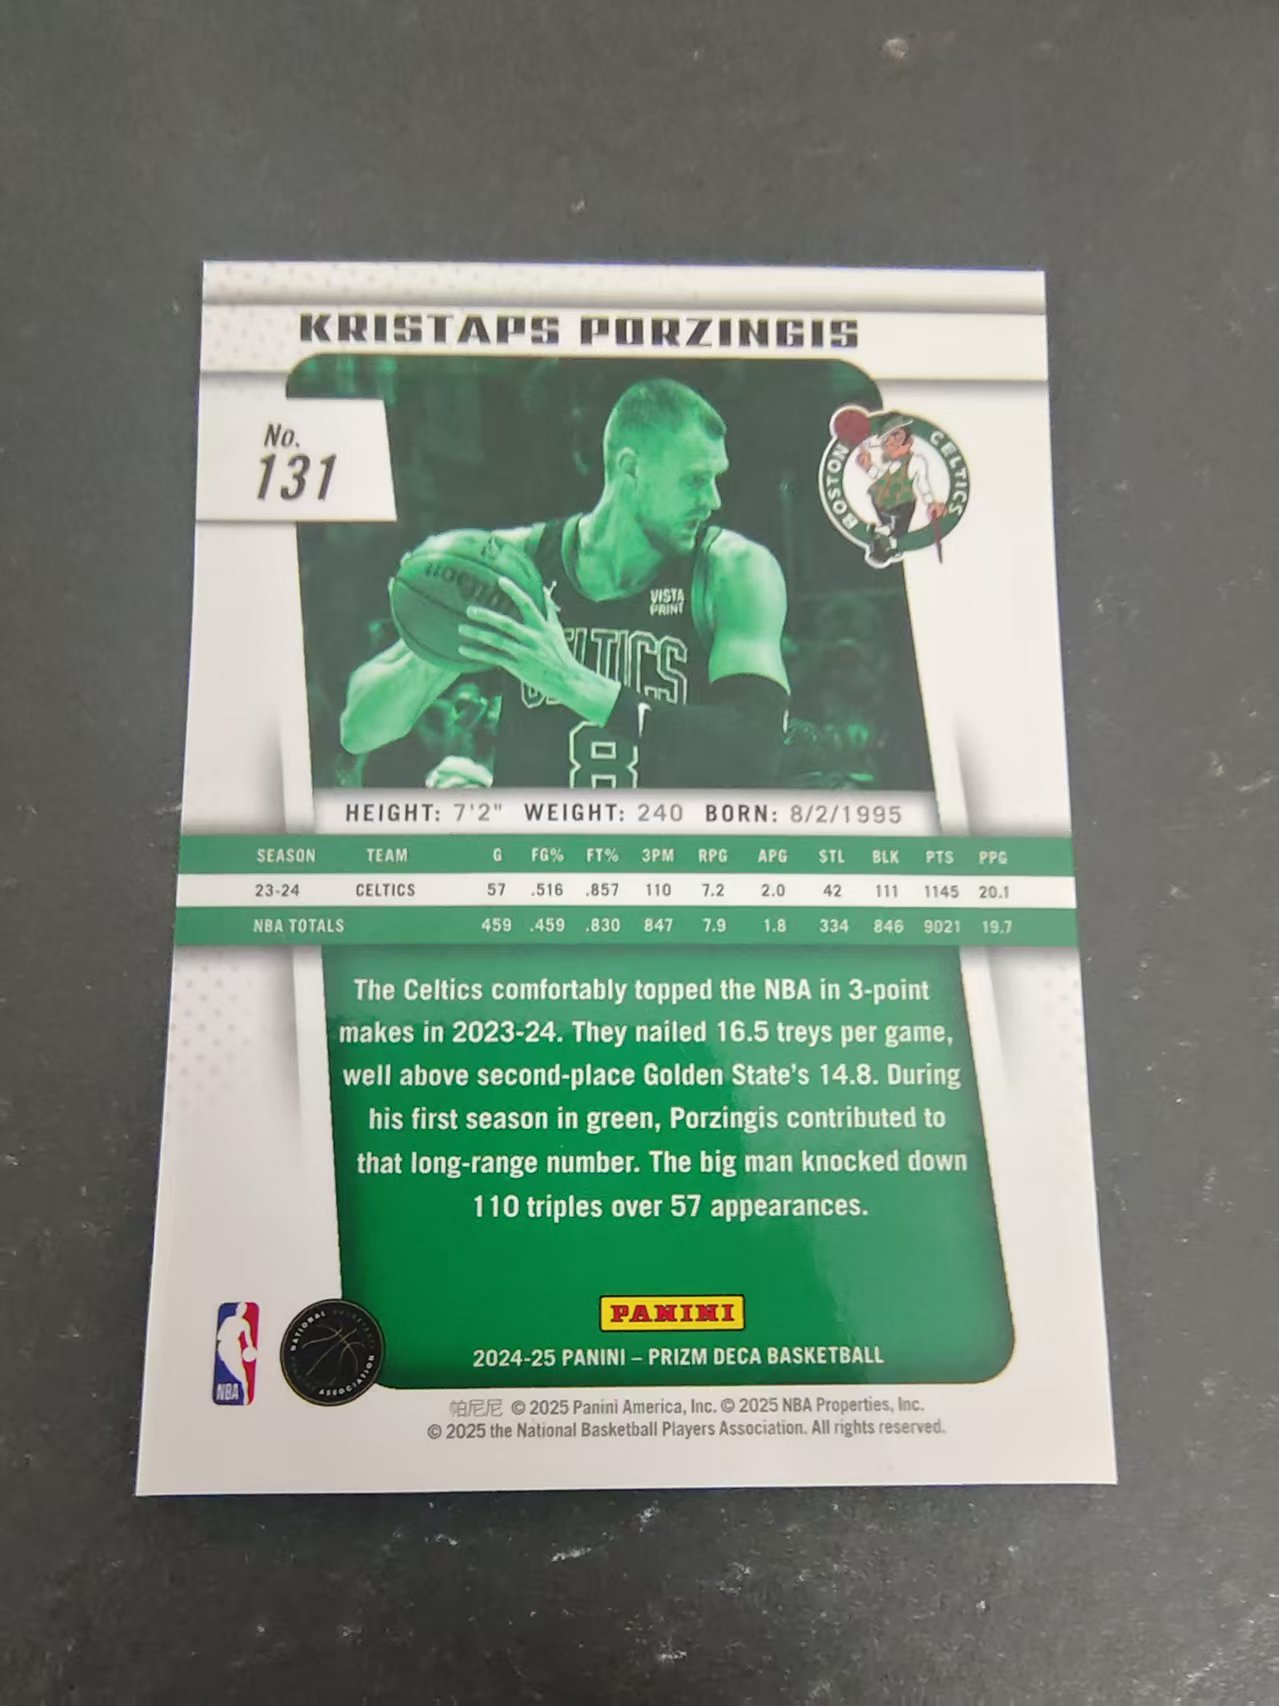 KRISTAPS PORZINGIS
No.
131
BOSTON CELTICS
Wilson
VISTA
PRINT
CELTICS
8
HEIGHT: 7'2" WEIGHT: 240 BORN: 8/2/1995
SEASON TEAM G FG% FT% 3PM RPG APG STL BLK PTS PPG
23-24 CELTICS 57 .516 .857 110 7.2 2.0 42 111 1145 20.1
NBA TOTALS 459 .459 .830 847 7.9 1.8 334 846 9021 19.7
The Celtics comfortably topped the NBA in 3-point
makes in 2023-24. They nailed 16.5 treys per game,
well above second-place Golden State's 14.8. During
his first season in green, Porzingis contributed to
that long-range number. The big man knocked down
110 triples over 57 appearances.
PANINI
2024-25 PANINI – PRIZM DECA BASKETBALL
NBA
NATIONAL BASKETBALL ASSOCIATION
帕尼尼 © 2025 Panini America, Inc. © 2025 NBA Properties, Inc.
© 2025 the National Basketball Players Association. All rights reserved.